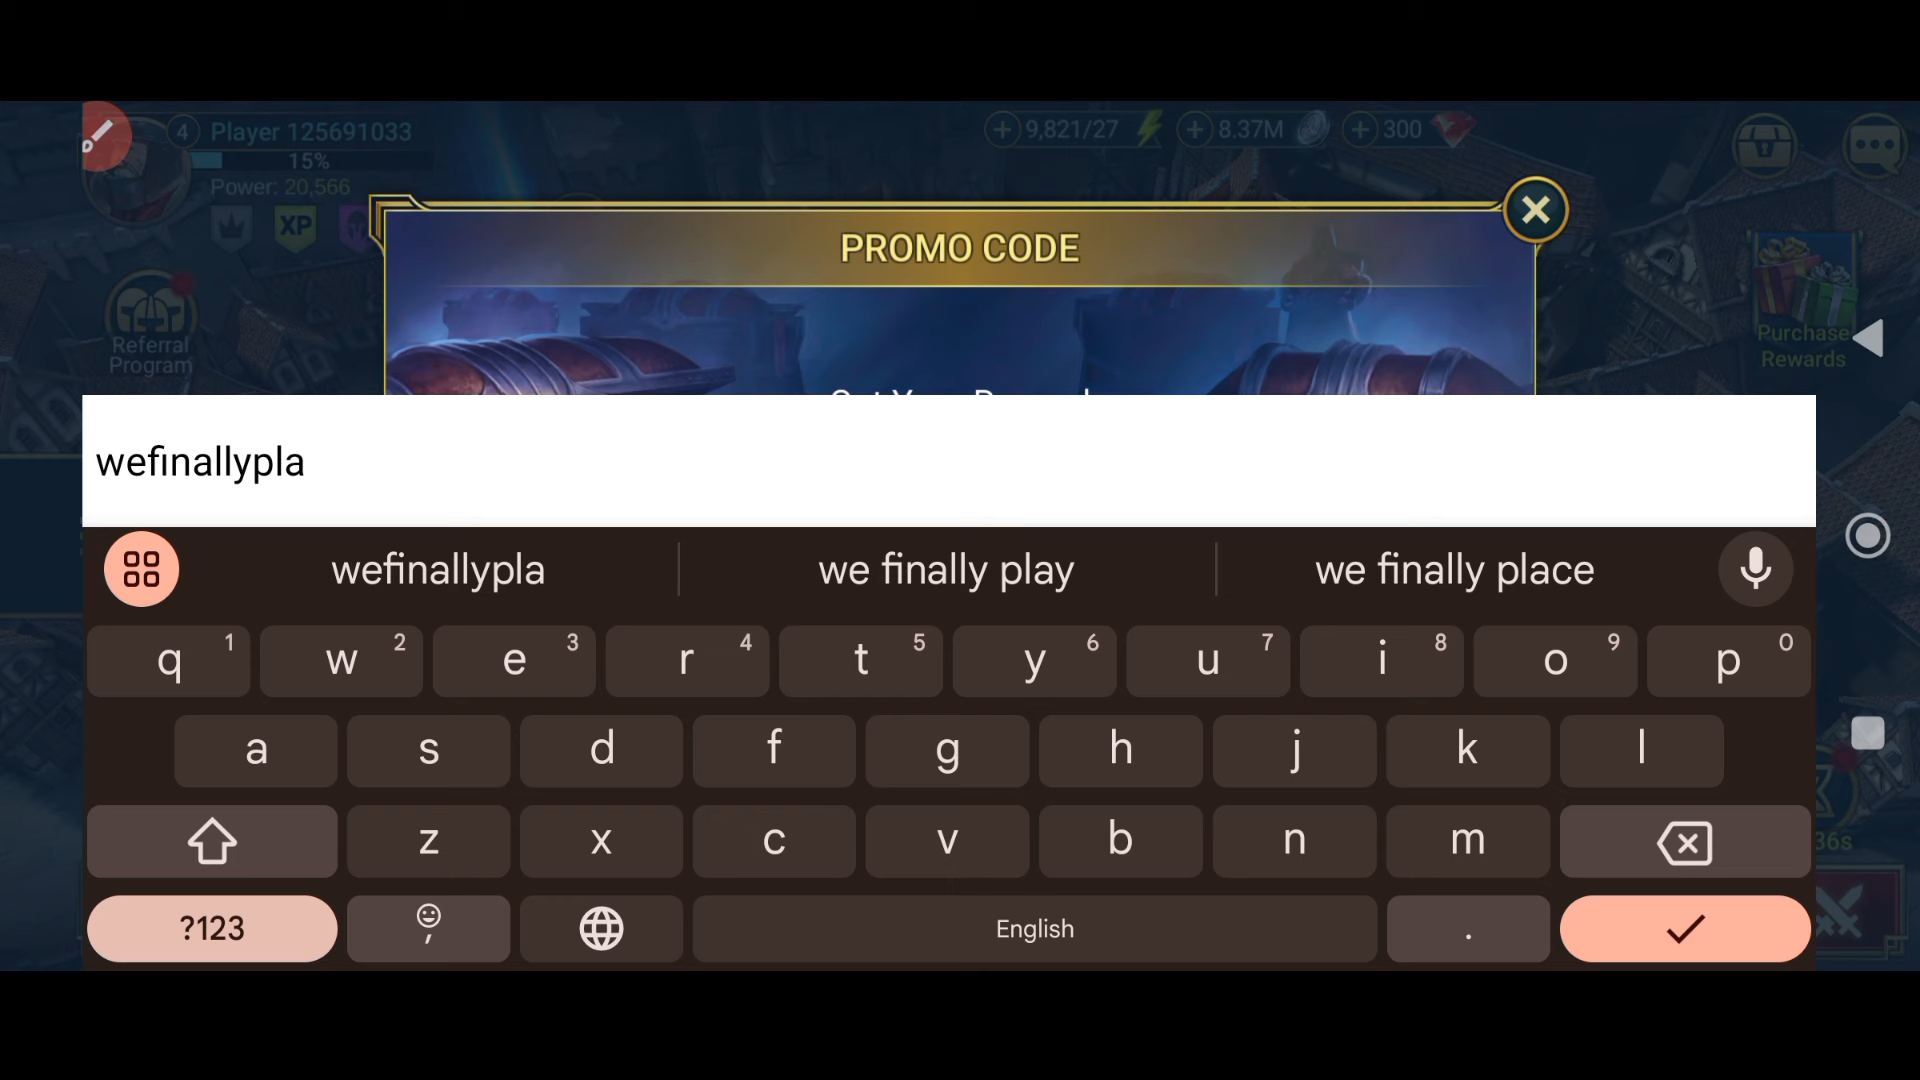 4 Player 125691033
15%
Power: 20,566
XP
9,821/27
8.37M
300
PROMO CODE
Referral
Program
Purchase
Rewards
wefinallypla
wefinallypla
we finally play
we finally place
q 1 w 2 e 3 r 4 t 5 y 6 u 7 i 8 o 9 p 0
a s d f g h j k l
z x c v b n m
36s
?123 , English .